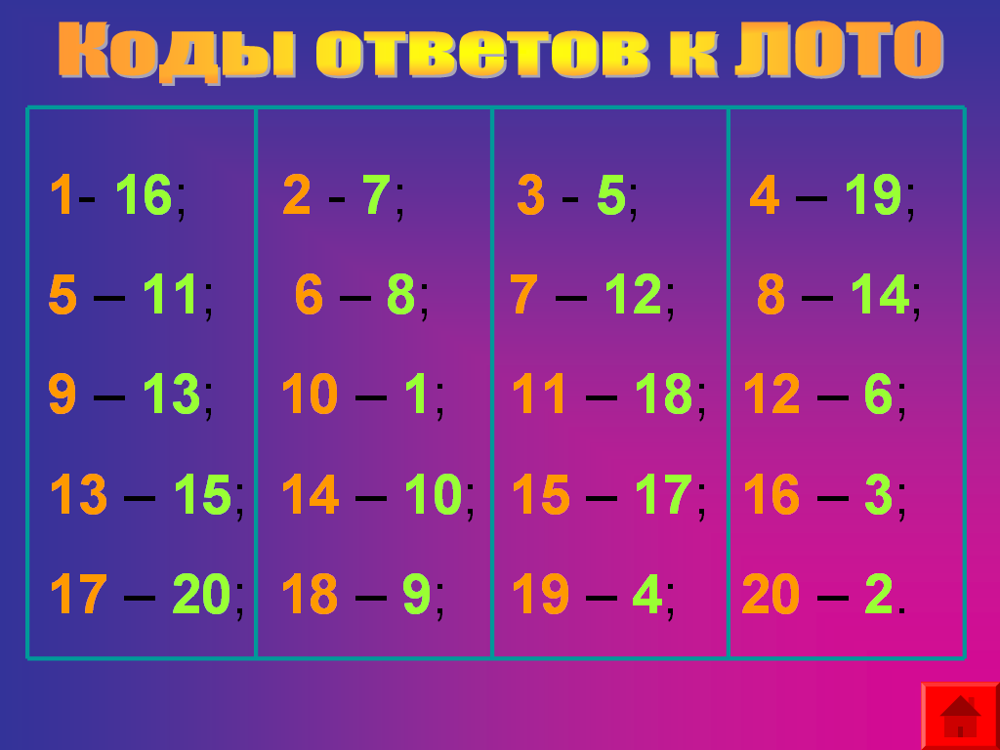 Коды ответов к ЛОТО
1- 16; 2 - 7; 3 - 5; 4 – 19;
5 – 11; 6 – 8; 7 – 12; 8 – 14;
9 – 13; 10 – 1; 11 – 18; 12 – 6;
13 – 15; 14 – 10; 15 – 17; 16 – 3;
17 – 20; 18 – 9; 19 – 4; 20 – 2.